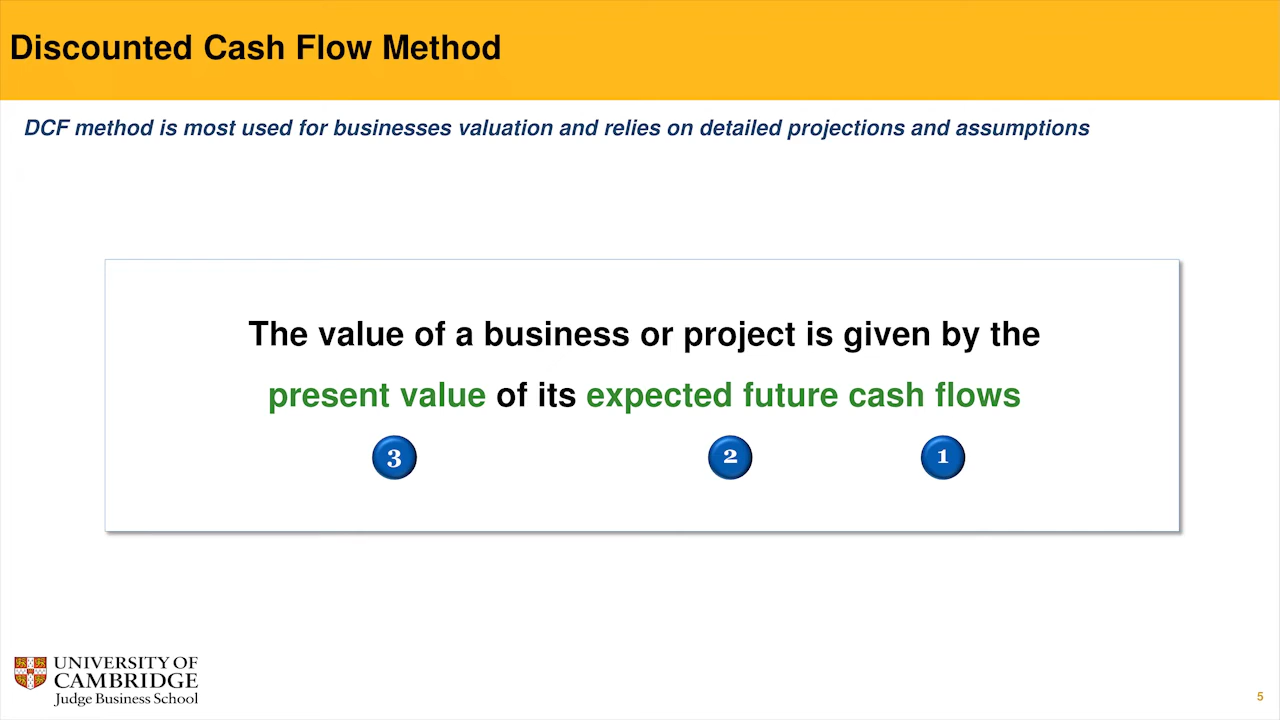 Discounted Cash Flow Method
DCF method is most used for businesses valuation and relies on detailed projections and assumptions
The value of a business or project is given by the
present value of its expected future cash flows
3 2 1
UNIVERSITY OF
CAMBRIDGE
Judge Business School
5